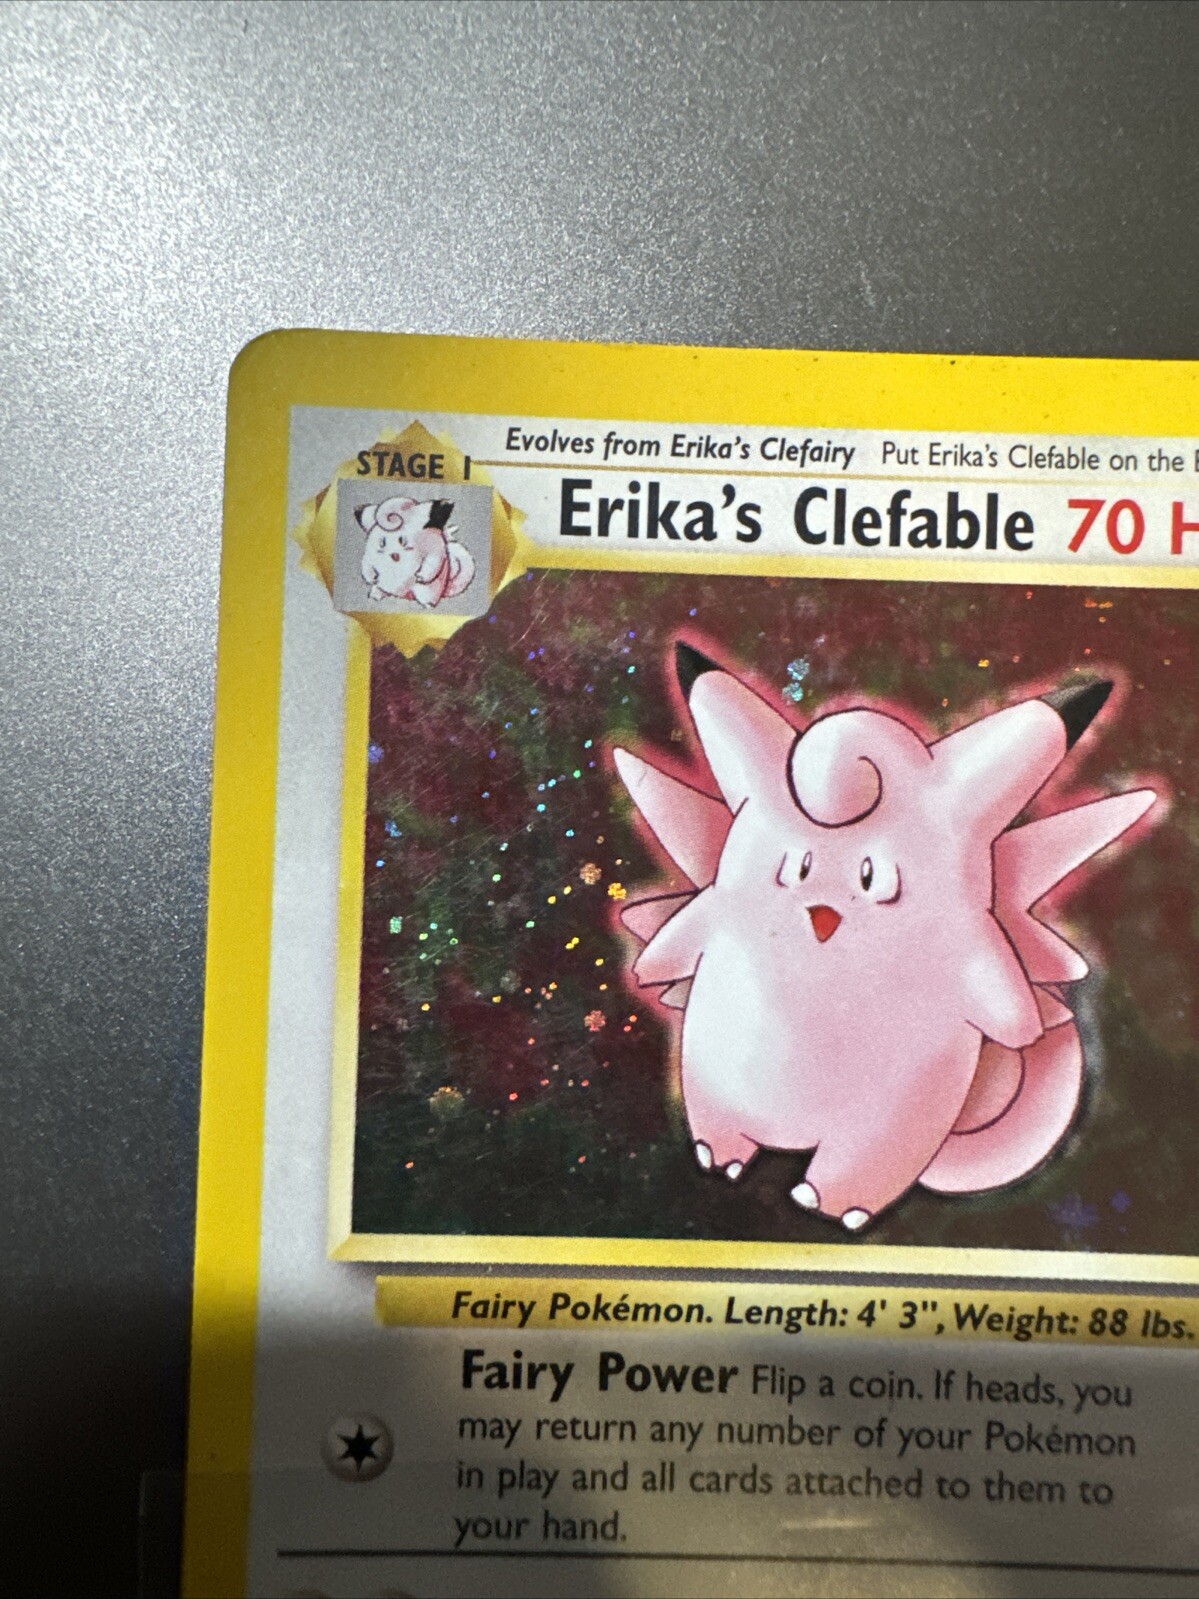 Evolves from Erika's Clefairy Put Erika's Clefable on the
STAGE 1
Erika's Clefable 70 H
Fairy Pokémon. Length: 4' 3", Weight: 88 lbs.
Fairy Power Flip a coin. If heads, you
may return any number of your Pokémon
in play and all cards attached to them to
your hand.